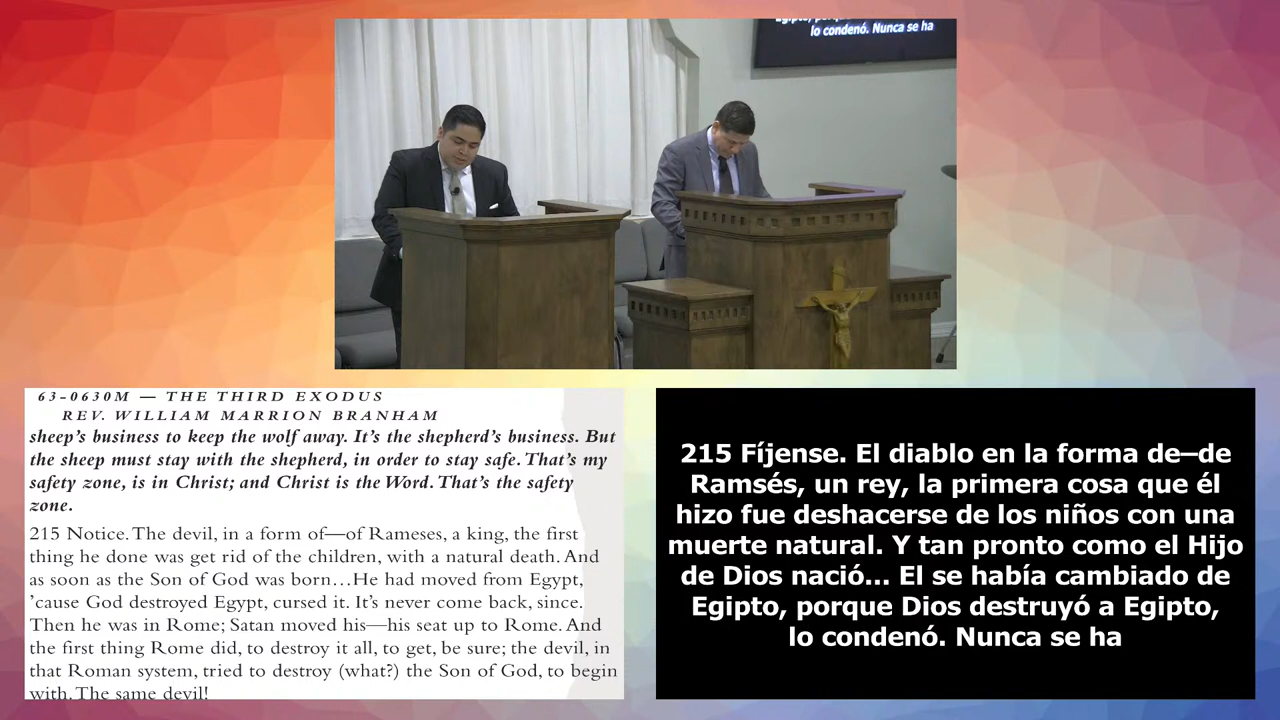 Egipto, porque
lo condenó. Nunca se ha
63-0630M — THE THIRD EXODUS
REV. WILLIAM MARRION BRANHAM
sheep's business to keep the wolf away. It's the shepherd's business. But
the sheep must stay with the shepherd, in order to stay safe. That's my
safety zone, is in Christ; and Christ is the Word. That's the safety
zone.
215 Notice. The devil, in a form of—of Rameses, a king, the first
thing he done was get rid of the children, with a natural death. And
as soon as the Son of God was born…He had moved from Egypt,
'cause God destroyed Egypt, cursed it. It's never come back, since.
Then he was in Rome; Satan moved his—his seat up to Rome. And
the first thing Rome did, to destroy it all, to get, be sure; the devil, in
that Roman system, tried to destroy (what?) the Son of God, to begin
with. The same devil!
215 Fíjense. El diablo en la forma de–de
Ramsés, un rey, la primera cosa que él
hizo fue deshacerse de los niños con una
muerte natural. Y tan pronto como el Hijo
de Dios nació... El se había cambiado de
Egipto, porque Dios destruyó a Egipto,
lo condenó. Nunca se ha